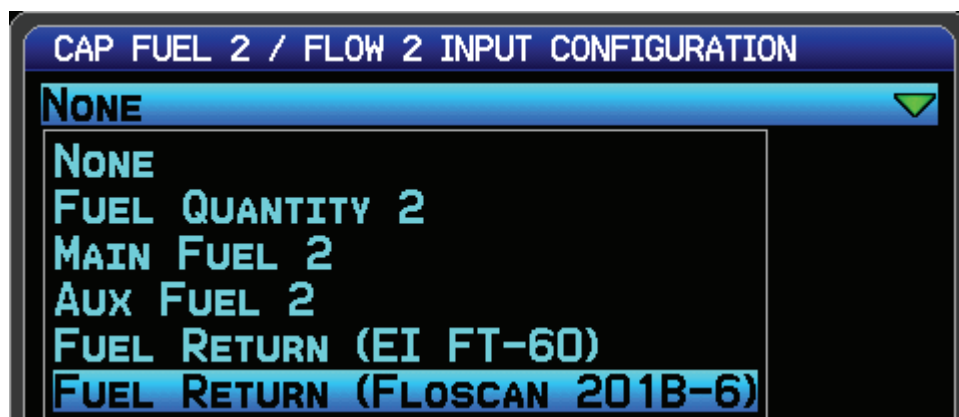 CAP FUEL 2 / FLOW 2 INPUT CONFIGURATION
NONE
NONE
FUEL QUANTITY 2
MAIN FUEL 2
AUX FUEL 2
FUEL RETURN (EI FT-60)
FUEL RETURN (FLOSCAN 201B-6)